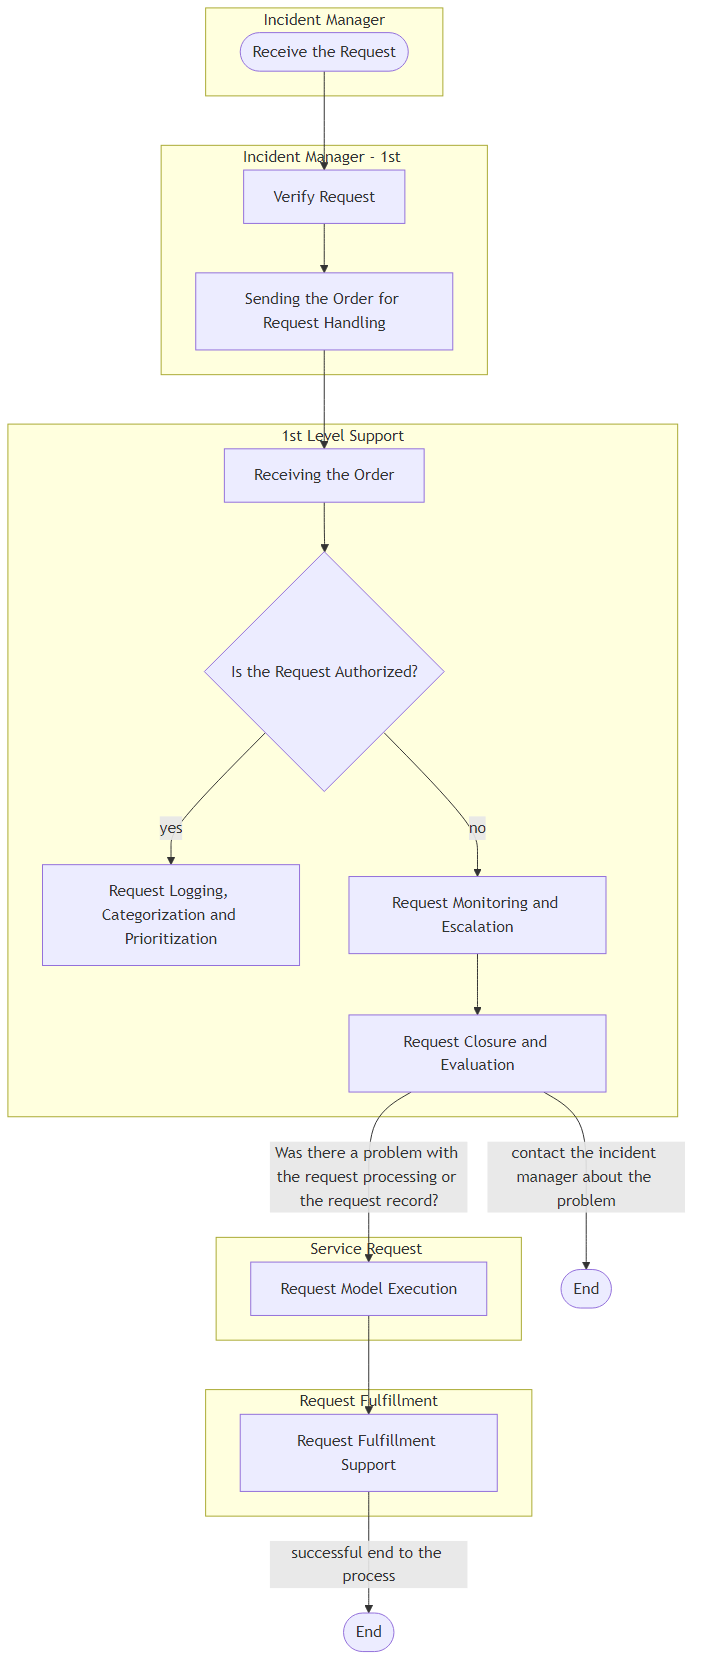 Incident Manager
Receive the Request
Incident Manager - 1st
Verify Request
Sending the Order for
Request Handling
1st Level Support
Receiving the Order
Is the Request Authorized?
yes
no
Request Logging,
Categorization and
Prioritization
Request Monitoring and
Escalation
Request Closure and
Evaluation
Was there a problem with
the request processing or
the request record?
contact the incident
manager about the
problem
Service Request
Request Model Execution
End
Request Fulfillment
Request Fulfillment
Support
successful end to the
process
End